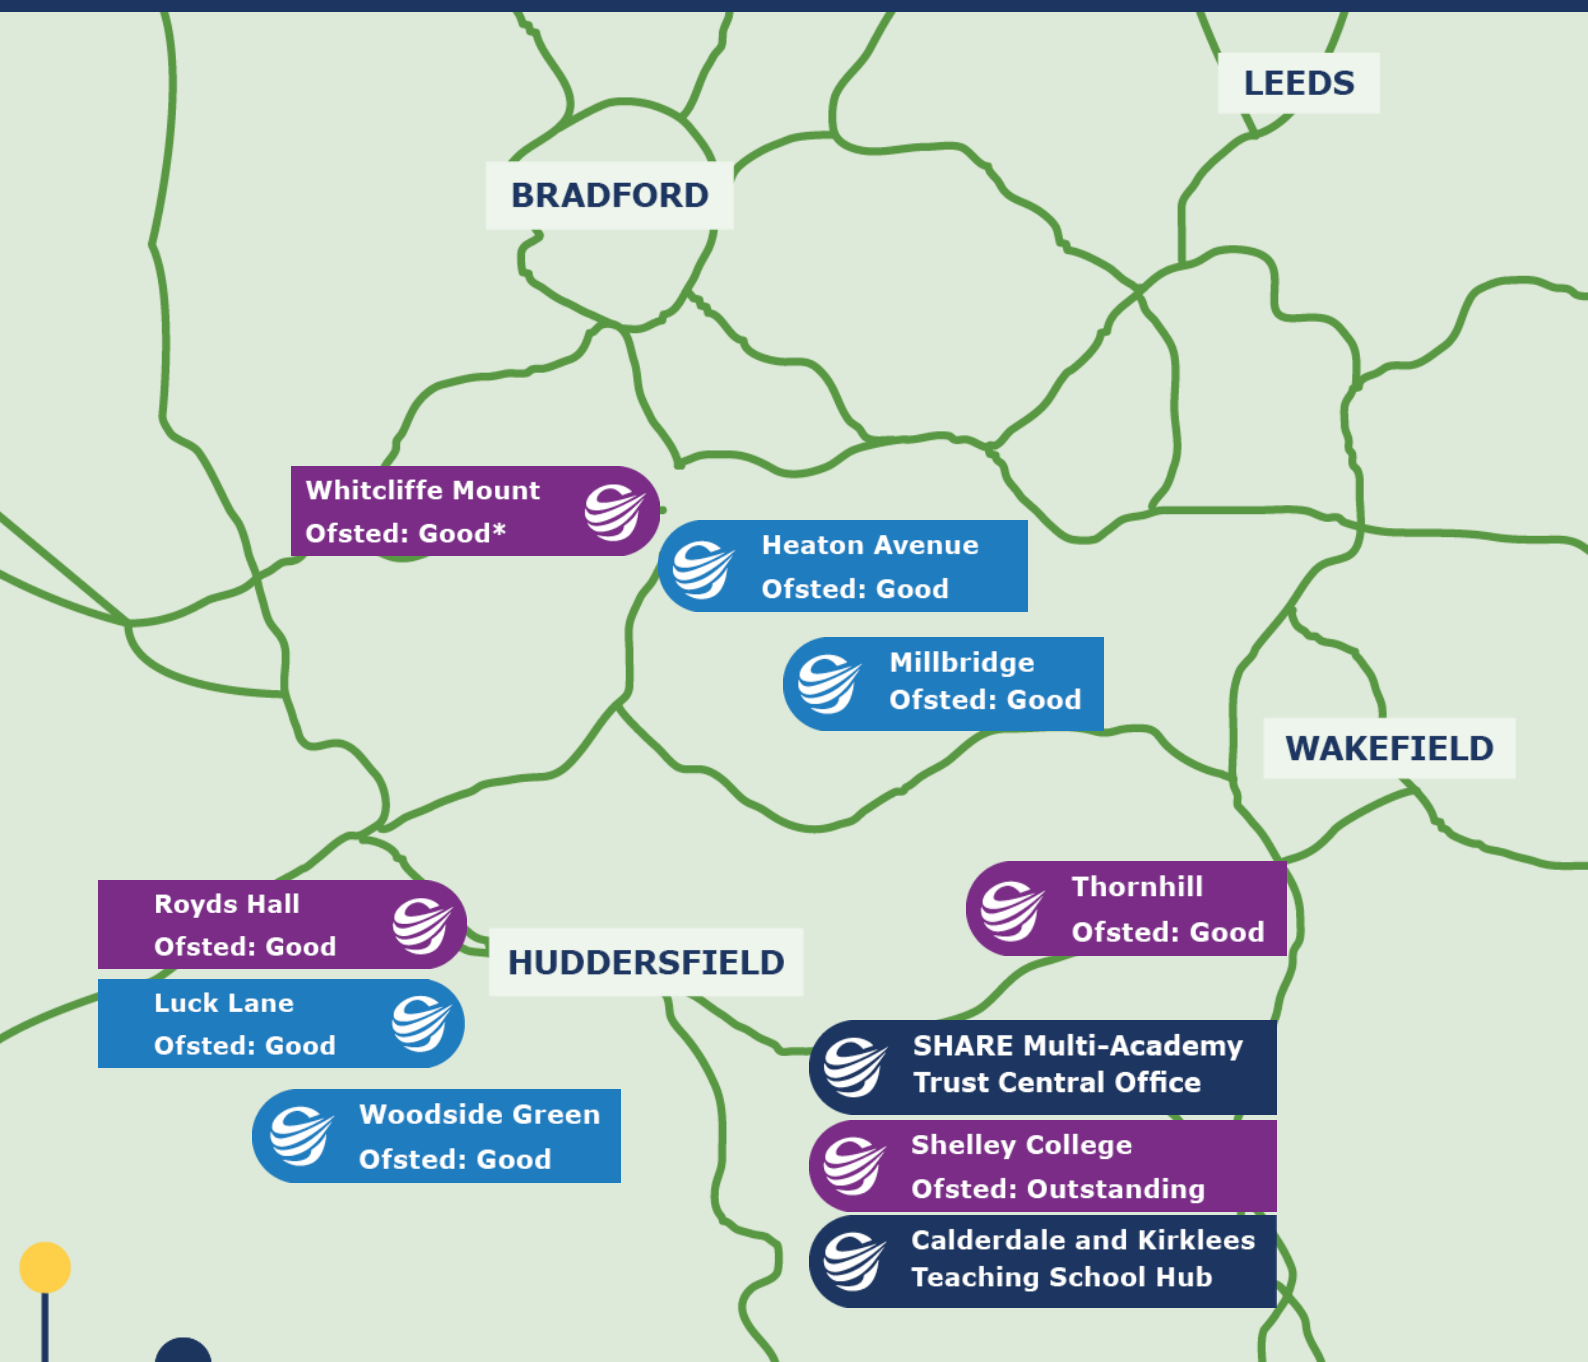 LEEDS
BRADFORD
Whitcliffe Mount
Ofsted: Good*
Heaton Avenue
Ofsted: Good
Millbridge
Ofsted: Good
WAKEFIELD
Royds Hall
Ofsted: Good
Thornhill
Ofsted: Good
HUDDERSFIELD
Luck Lane
Ofsted: Good
SHARE Multi-Academy
Trust Central Office
Woodside Green
Ofsted: Good
Shelley College
Ofsted: Outstanding
Calderdale and Kirklees
Teaching School Hub